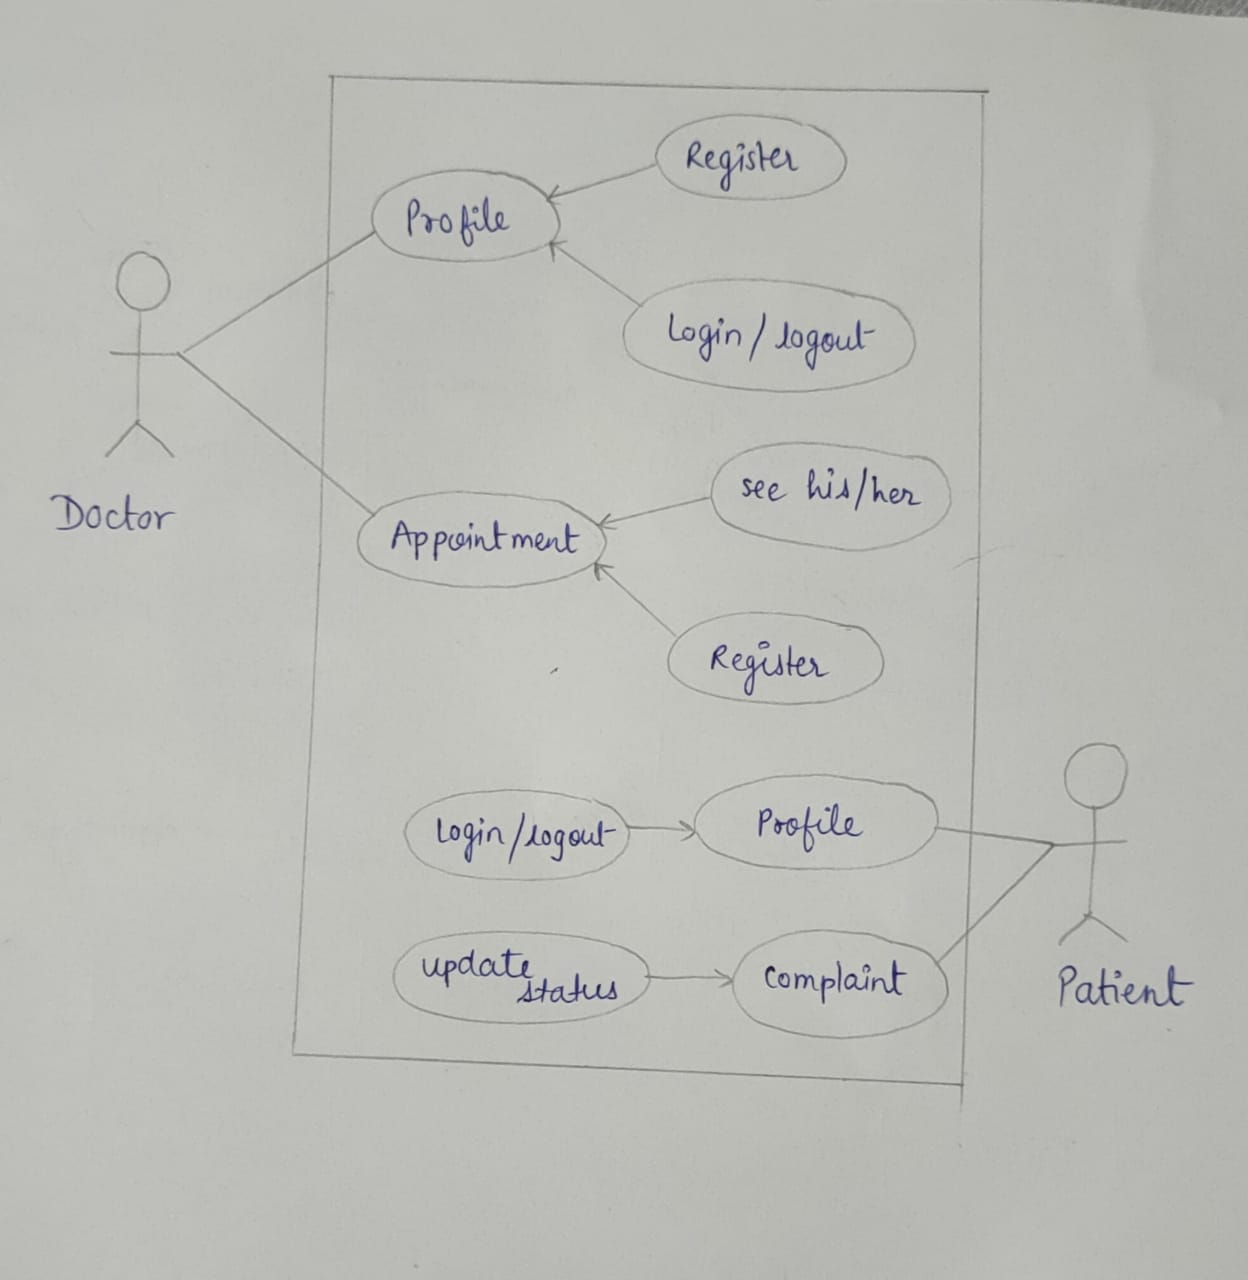 Register
Profile
Login/logout
see his/her
Doctor
Appointment
Register
Login/logout
Profile
update
status
Complaint
Patient